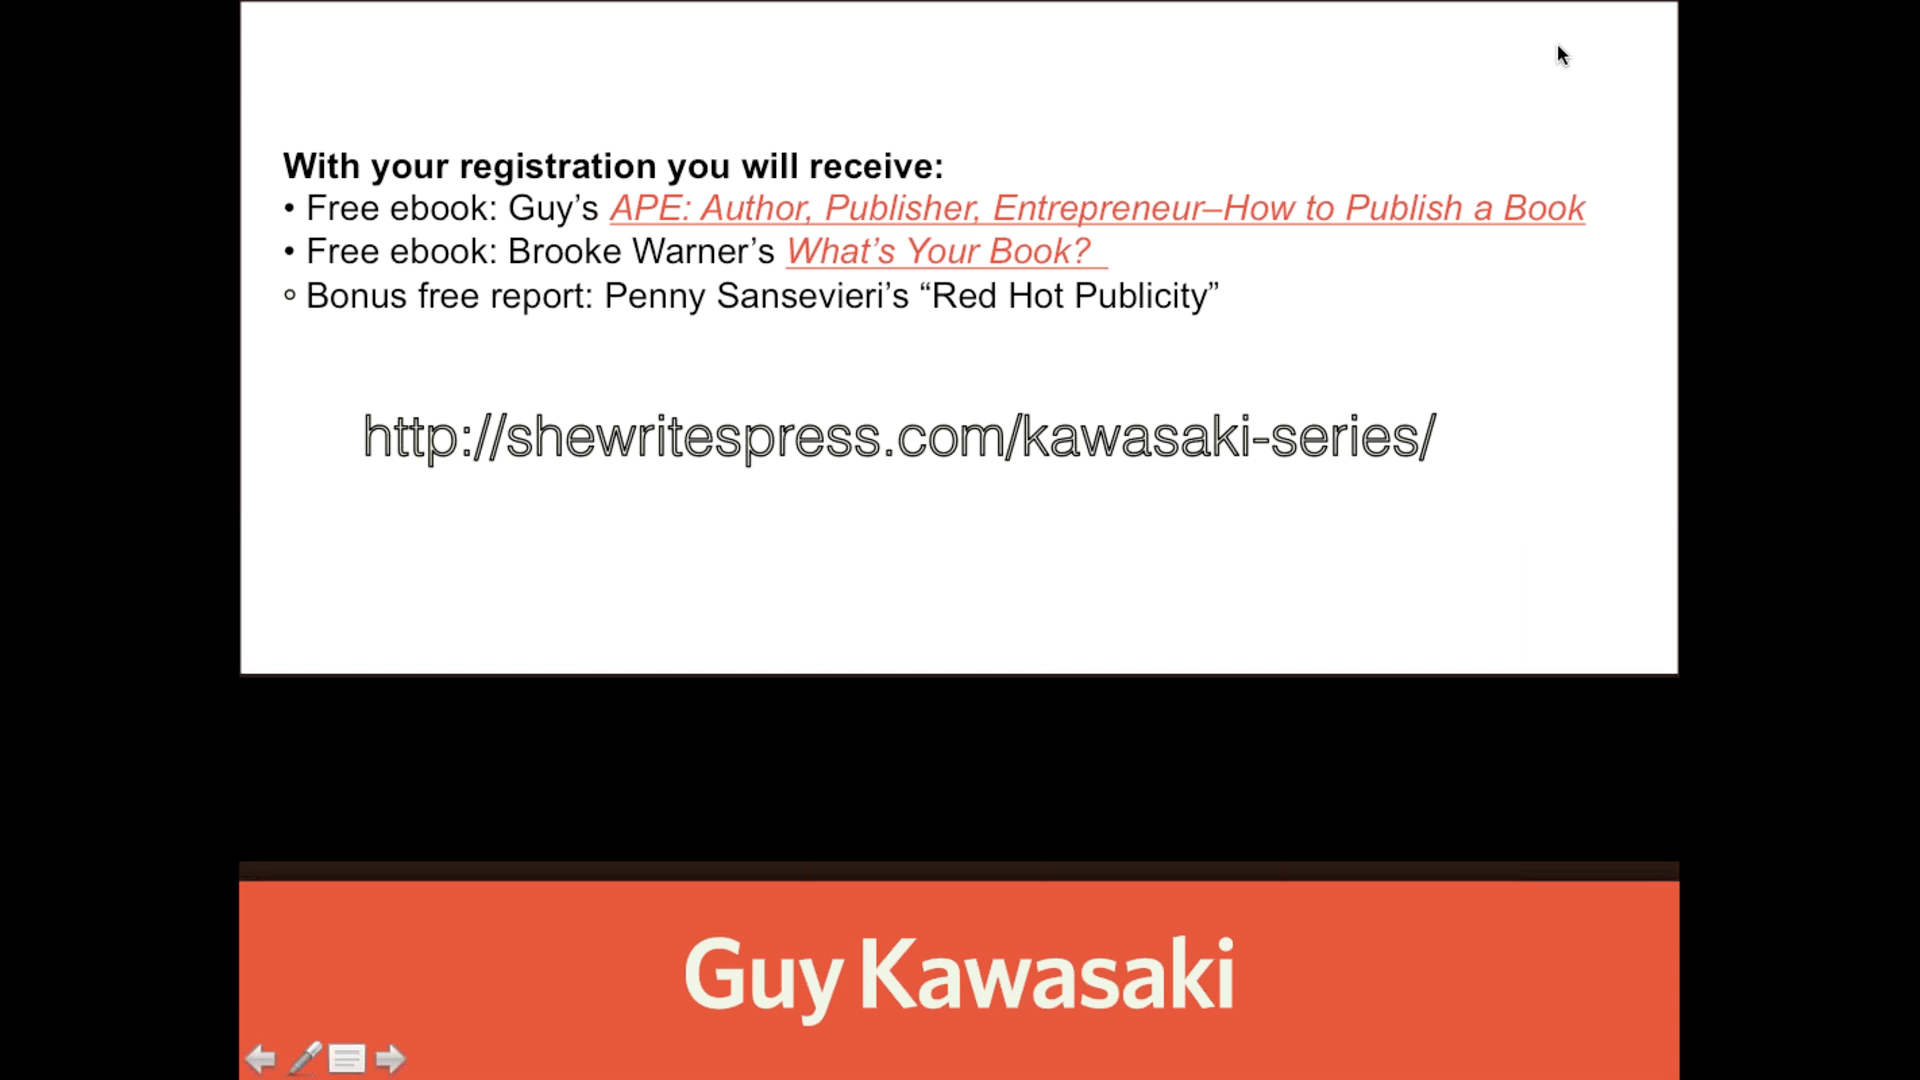 With your registration you will receive:
• Free ebook: Guy’s APE: Author, Publisher, Entrepreneur–How to Publish a Book
• Free ebook: Brooke Warner’s What’s Your Book?
◦ Bonus free report: Penny Sansevieri’s “Red Hot Publicity”
http://shewritespress.com/kawasaki-series/
Guy Kawasaki